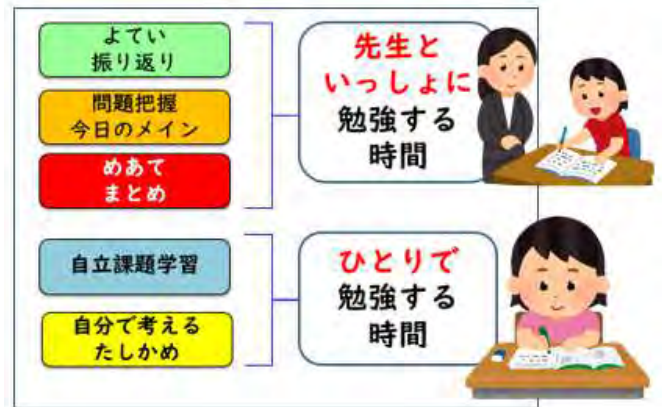 よてい
振り返り
問題把握
今日のメイン
めあて
まとめ
先生と
いっしょに
勉強する
時間
自立課題学習
自分で考える
たしかめ
ひとりで
勉強する
時間